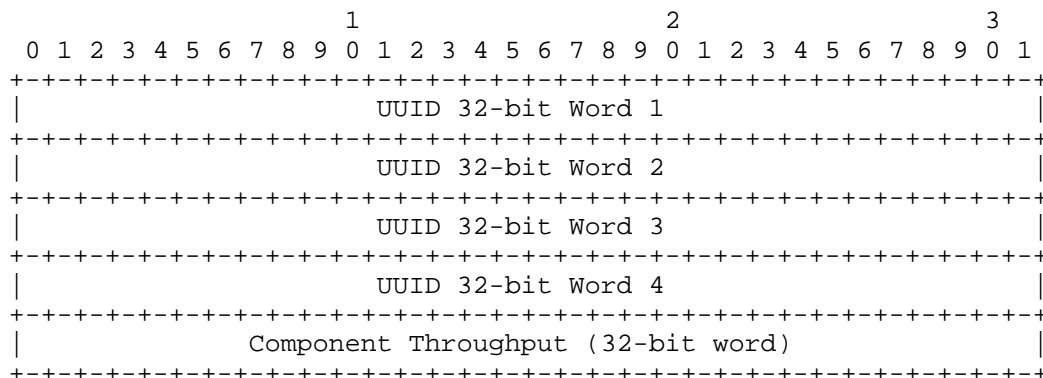 1                   2                   3
 0 1 2 3 4 5 6 7 8 9 0 1 2 3 4 5 6 7 8 9 0 1 2 3 4 5 6 7 8 9 0 1
+-+-+-+-+-+-+-+-+-+-+-+-+-+-+-+-+-+-+-+-+-+-+-+-+-+-+-+-+-+-+-+-+
|                      UUID 32-bit Word 1                       |
+-+-+-+-+-+-+-+-+-+-+-+-+-+-+-+-+-+-+-+-+-+-+-+-+-+-+-+-+-+-+-+-+
|                      UUID 32-bit Word 2                       |
+-+-+-+-+-+-+-+-+-+-+-+-+-+-+-+-+-+-+-+-+-+-+-+-+-+-+-+-+-+-+-+-+
|                      UUID 32-bit Word 3                       |
+-+-+-+-+-+-+-+-+-+-+-+-+-+-+-+-+-+-+-+-+-+-+-+-+-+-+-+-+-+-+-+-+
|                      UUID 32-bit Word 4                       |
+-+-+-+-+-+-+-+-+-+-+-+-+-+-+-+-+-+-+-+-+-+-+-+-+-+-+-+-+-+-+-+-+
|              Component Throughput (32-bit word)               |
+-+-+-+-+-+-+-+-+-+-+-+-+-+-+-+-+-+-+-+-+-+-+-+-+-+-+-+-+-+-+-+-+